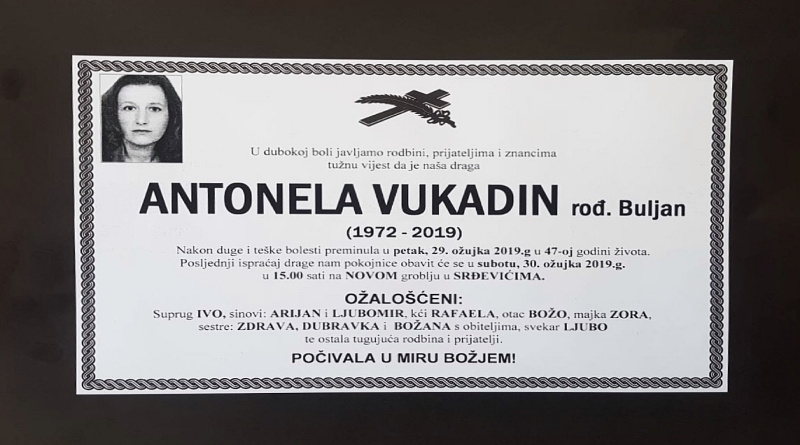 U dubokoj boli javljamo rodbini, prijateljima i znancima
tužnu vijest da je naša draga
ANTONELA VUKADIN rođ. Buljan
(1972 - 2019)
Nakon duge i teške bolesti preminula u petak, 29. ožujka 2019.g u 47-oj godini života.
Posljednji ispraćaj drage nam pokojnice obavit će se u subotu, 30. ožujka 2019.g.
u 15.00 sati na NOVOM groblju u SRĐEVIĆIMA.
OŽALOŠĆENI:
Suprug IVO, sinovi: ARIJAN i LJUBOMIR, kći RAFAELA, otac BOŽO, majka ZORA,
sestre: ZDRAVA, DUBRAVKA i BOŽANA s obiteljima, svekar LJUBO
te ostala tugujuća rodbina i prijatelji.
POČIVALA U MIRU BOŽJEM!